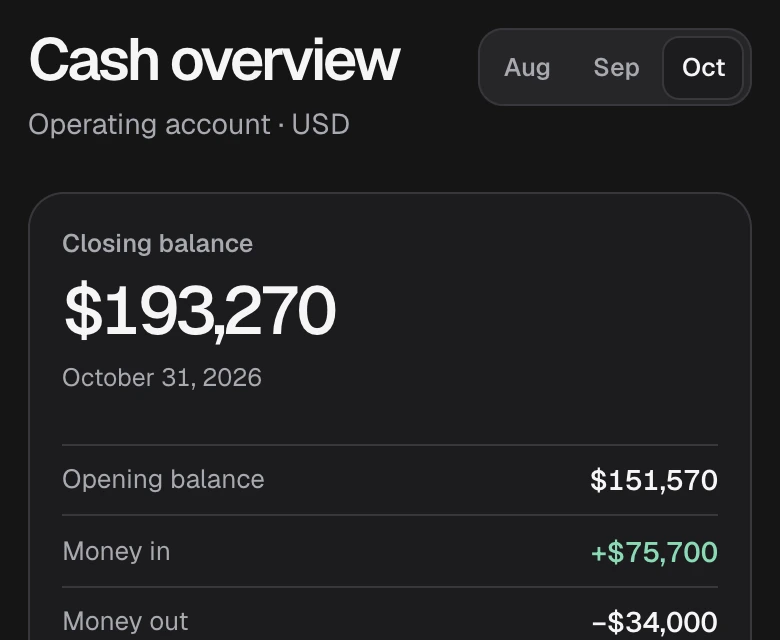 Cash overview
Aug Sep Oct
Operating account · USD
Closing balance
$193,270
October 31, 2026
Opening balance $151,570
Money in +$75,700
Money out –$34,000